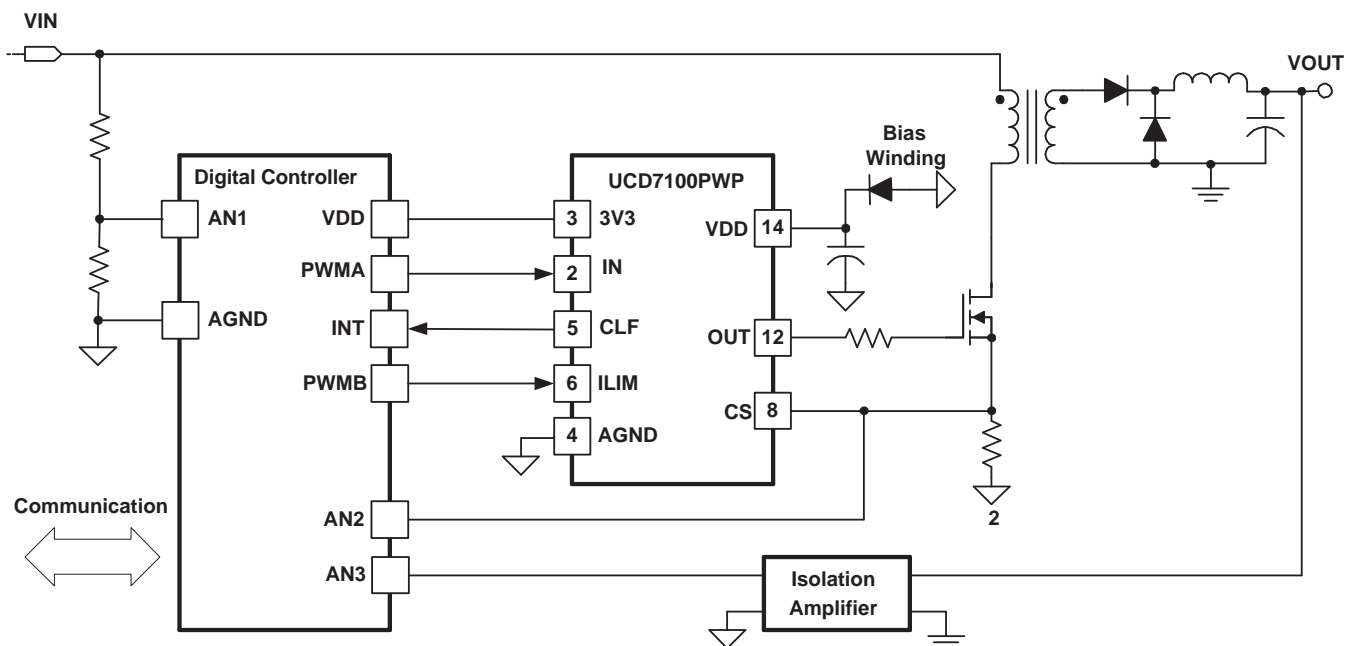 VIN
VOUT
Bias
Winding
Digital Controller
UCD7100PWP
AN1
VDD
3
3V3
VDD
14
PWMA
2
IN
AGND
INT
5
CLF
OUT
12
PWMB
6
ILIM
CS
8
4
AGND
2
Communication
AN2
AN3
Isolation
Amplifier